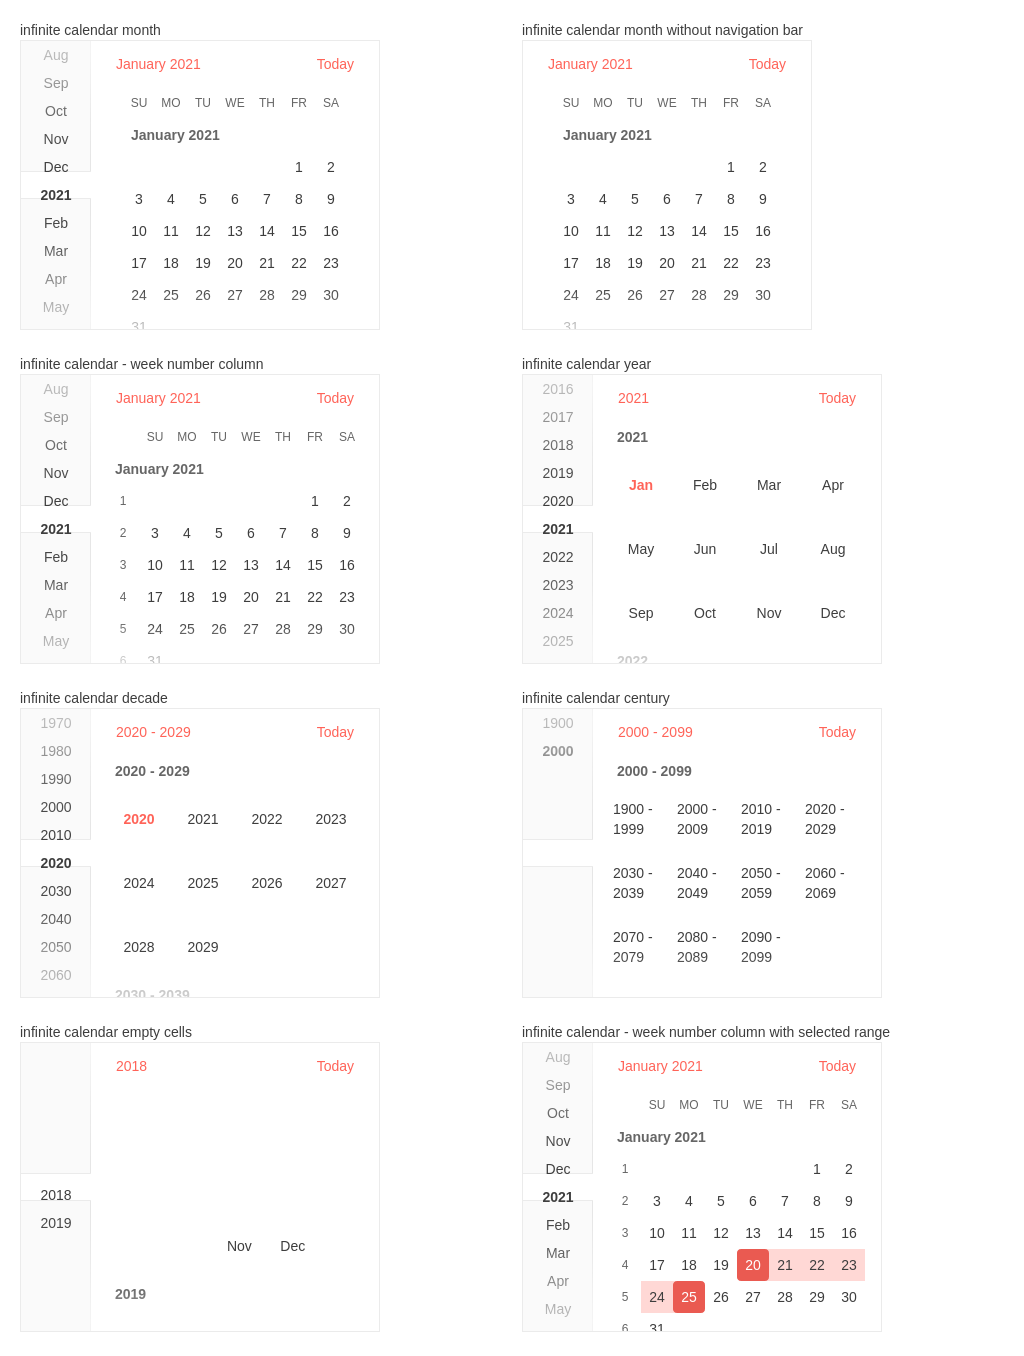 infinite calendar month
Aug
Sep
Oct
Nov
Dec
2021
Feb
Mar
Apr
May
January 2021 Today
SU MO TU WE TH FR SA
January 2021
1 2
3 4 5 6 7 8 9
10 11 12 13 14 15 16
17 18 19 20 21 22 23
24 25 26 27 28 29 30
31
infinite calendar month without navigation bar
January 2021 Today
SU MO TU WE TH FR SA
January 2021
1 2
3 4 5 6 7 8 9
10 11 12 13 14 15 16
17 18 19 20 21 22 23
24 25 26 27 28 29 30
31
infinite calendar - week number column
Aug
Sep
Oct
Nov
Dec
2021
Feb
Mar
Apr
May
January 2021 Today
SU MO TU WE TH FR SA
January 2021
1 1 2
2 3 4 5 6 7 8 9
3 10 11 12 13 14 15 16
4 17 18 19 20 21 22 23
5 24 25 26 27 28 29 30
6 31
infinite calendar year
2016
2017
2018
2019
2020
2021
2022
2023
2024
2025
2021 Today
2021
Jan Feb Mar Apr
May Jun Jul Aug
Sep Oct Nov Dec
2022
infinite calendar decade
1970
1980
1990
2000
2010
2020
2030
2040
2050
2060
2020 - 2029 Today
2020 - 2029
2020 2021 2022 2023
2024 2025 2026 2027
2028 2029
2030 - 2039
infinite calendar century
1900
2000
2000 - 2099 Today
2000 - 2099
1900 - 2000 - 2010 - 2020 -
1999 2009 2019 2029
2030 - 2040 - 2050 - 2060 -
2039 2049 2059 2069
2070 - 2080 - 2090 -
2079 2089 2099
infinite calendar empty cells
2018
2019
2018 Today
Nov Dec
2019
infinite calendar - week number column with selected range
Aug
Sep
Oct
Nov
Dec
2021
Feb
Mar
Apr
May
January 2021 Today
SU MO TU WE TH FR SA
January 2021
1 1 2
2 3 4 5 6 7 8 9
3 10 11 12 13 14 15 16
4 17 18 19 20 21 22 23
5 24 25 26 27 28 29 30
6 31